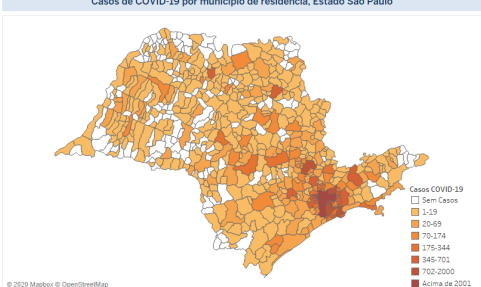 Casos de COVID-19 por município de residência, Estado São Paulo
Casos COVID-19
Sem Casos
1-19
20-69
70-174
175-344
345-701
702-2000
Acima de 2001
© 2020 Mapbox © OpenStreetMap